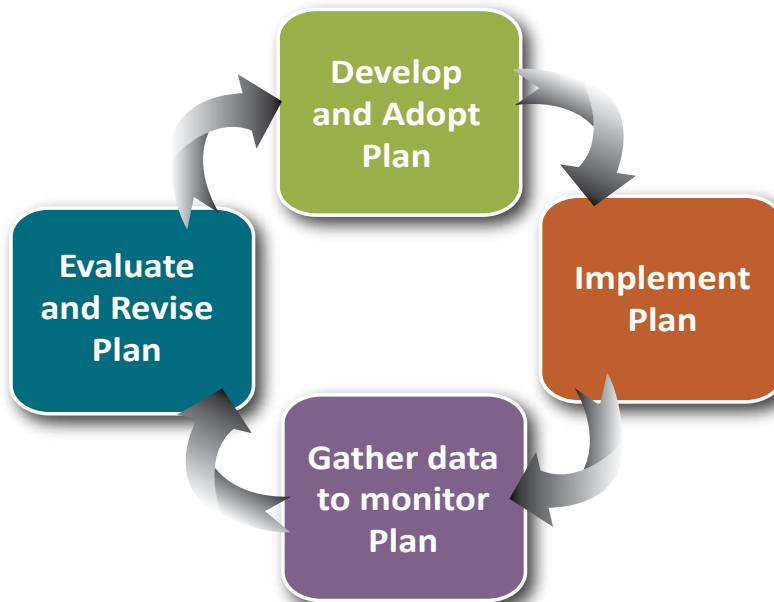 Develop
and Adopt
Plan
Implement
Plan
Gather data
to monitor
Plan
Evaluate
and Revise
Plan